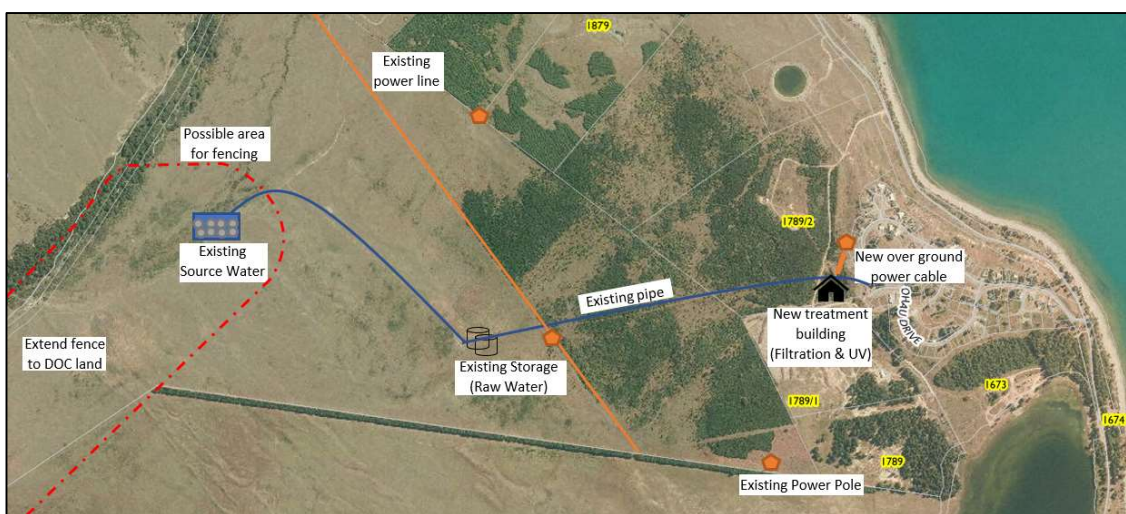 1879
Existing
power line
Possible area
for fencing
1789/2
Existing
Source Water
New over ground
power cable
Existing pipe
OHAU DRIVE
New treatment
building
(Filtration & UV)
Extend fence
to DOC land
Existing Storage
(Raw Water)
1673
1789/1
1674
1789
Existing Power Pole